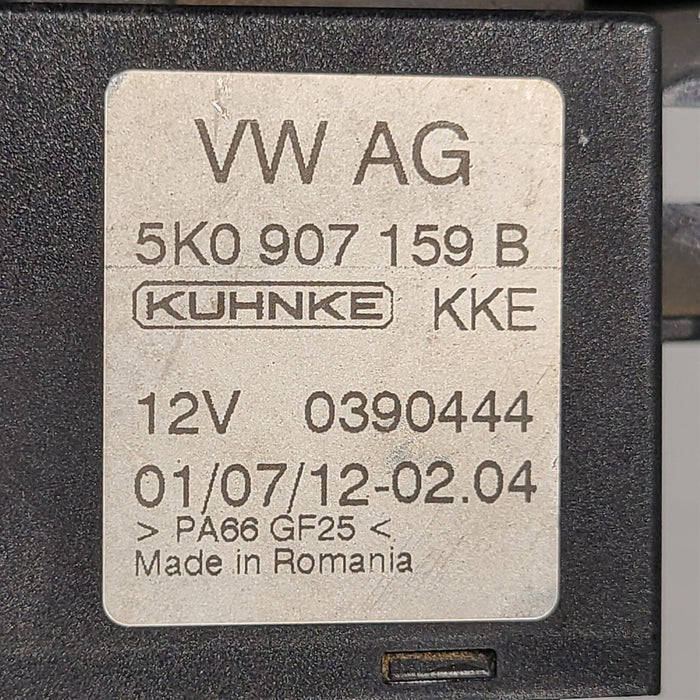 VW AG
5K0 907 159 B
KUHNKE KKE
12V 0390444
01/07/12-02.04
> PA66 GF25 <
Made in Romania